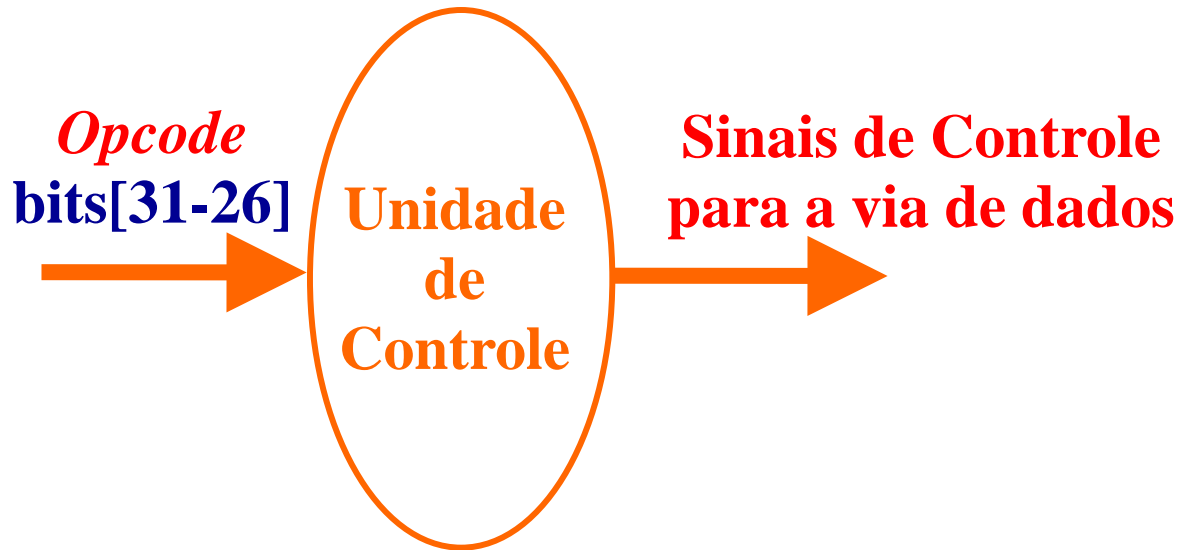 Opcode
bits[31-26]
Unidade
de
Controle
Sinais de Controle
para a via de dados